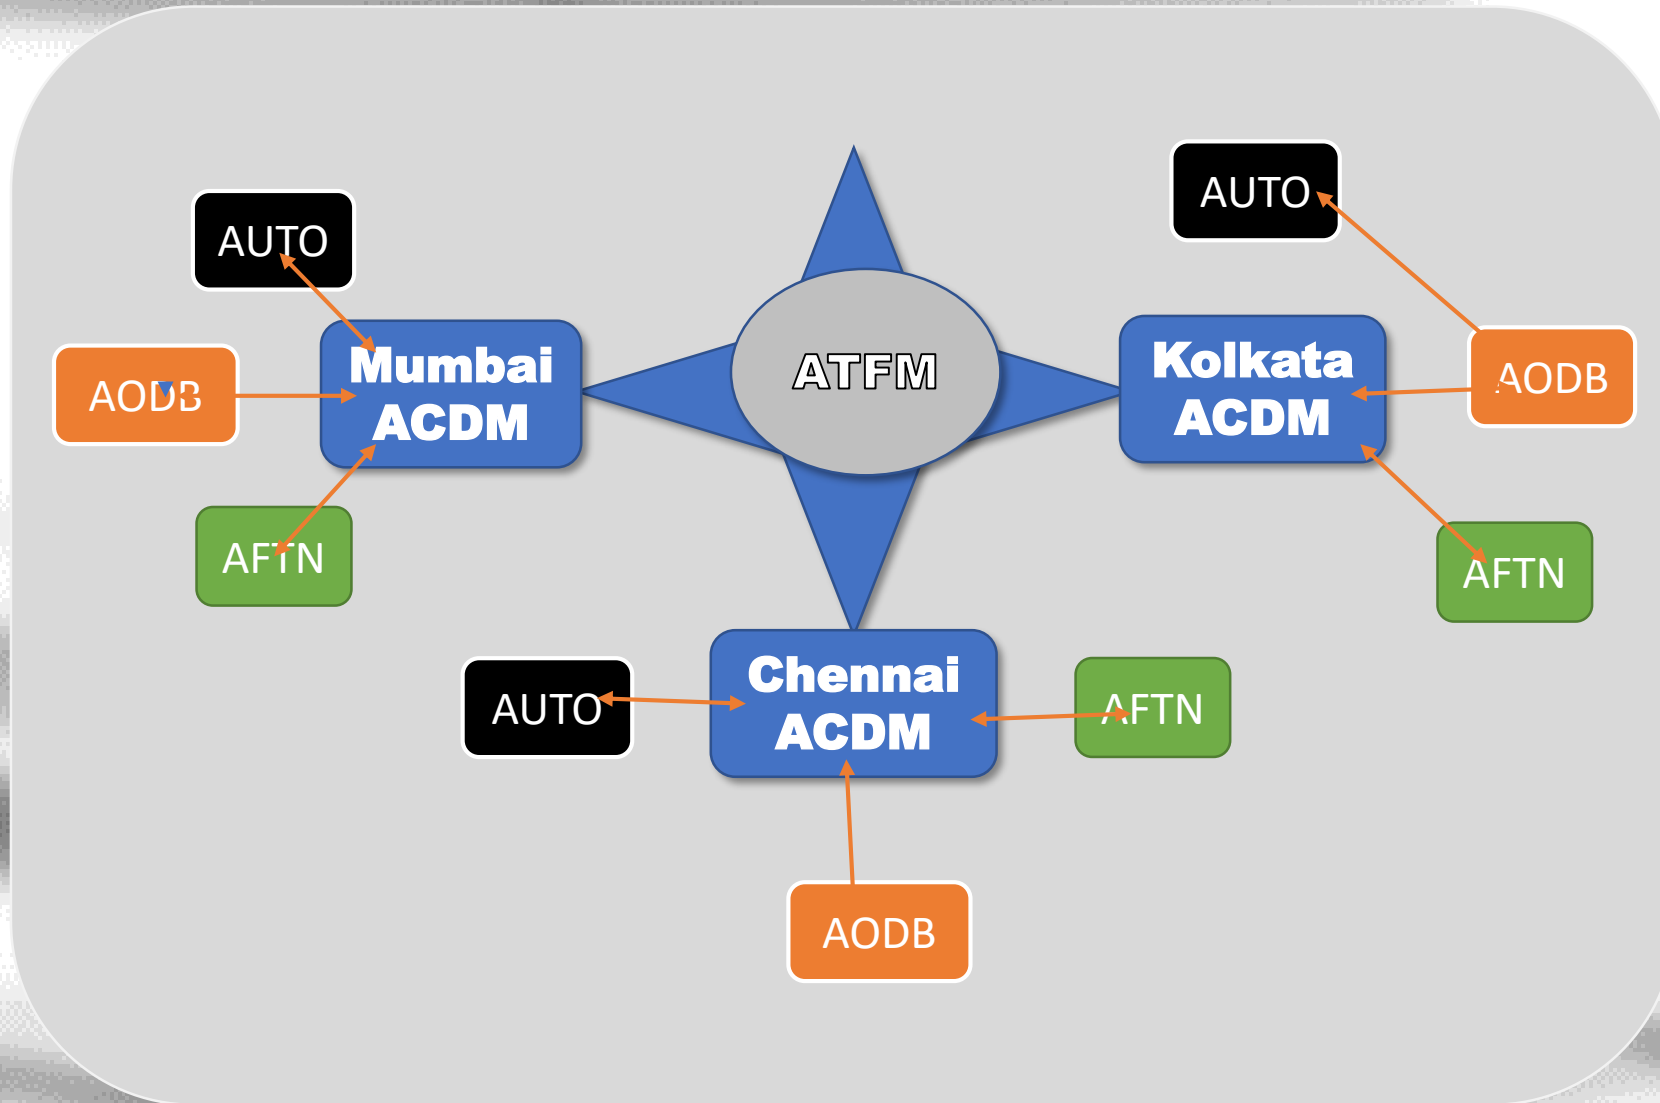 AUTO
AUTO
Mumbai
ACDM
ATFM
Kolkata
ACDM
AODB
AODB
AFTN
AFTN
Chennai
ACDM
AUTO
AFTN
AODB